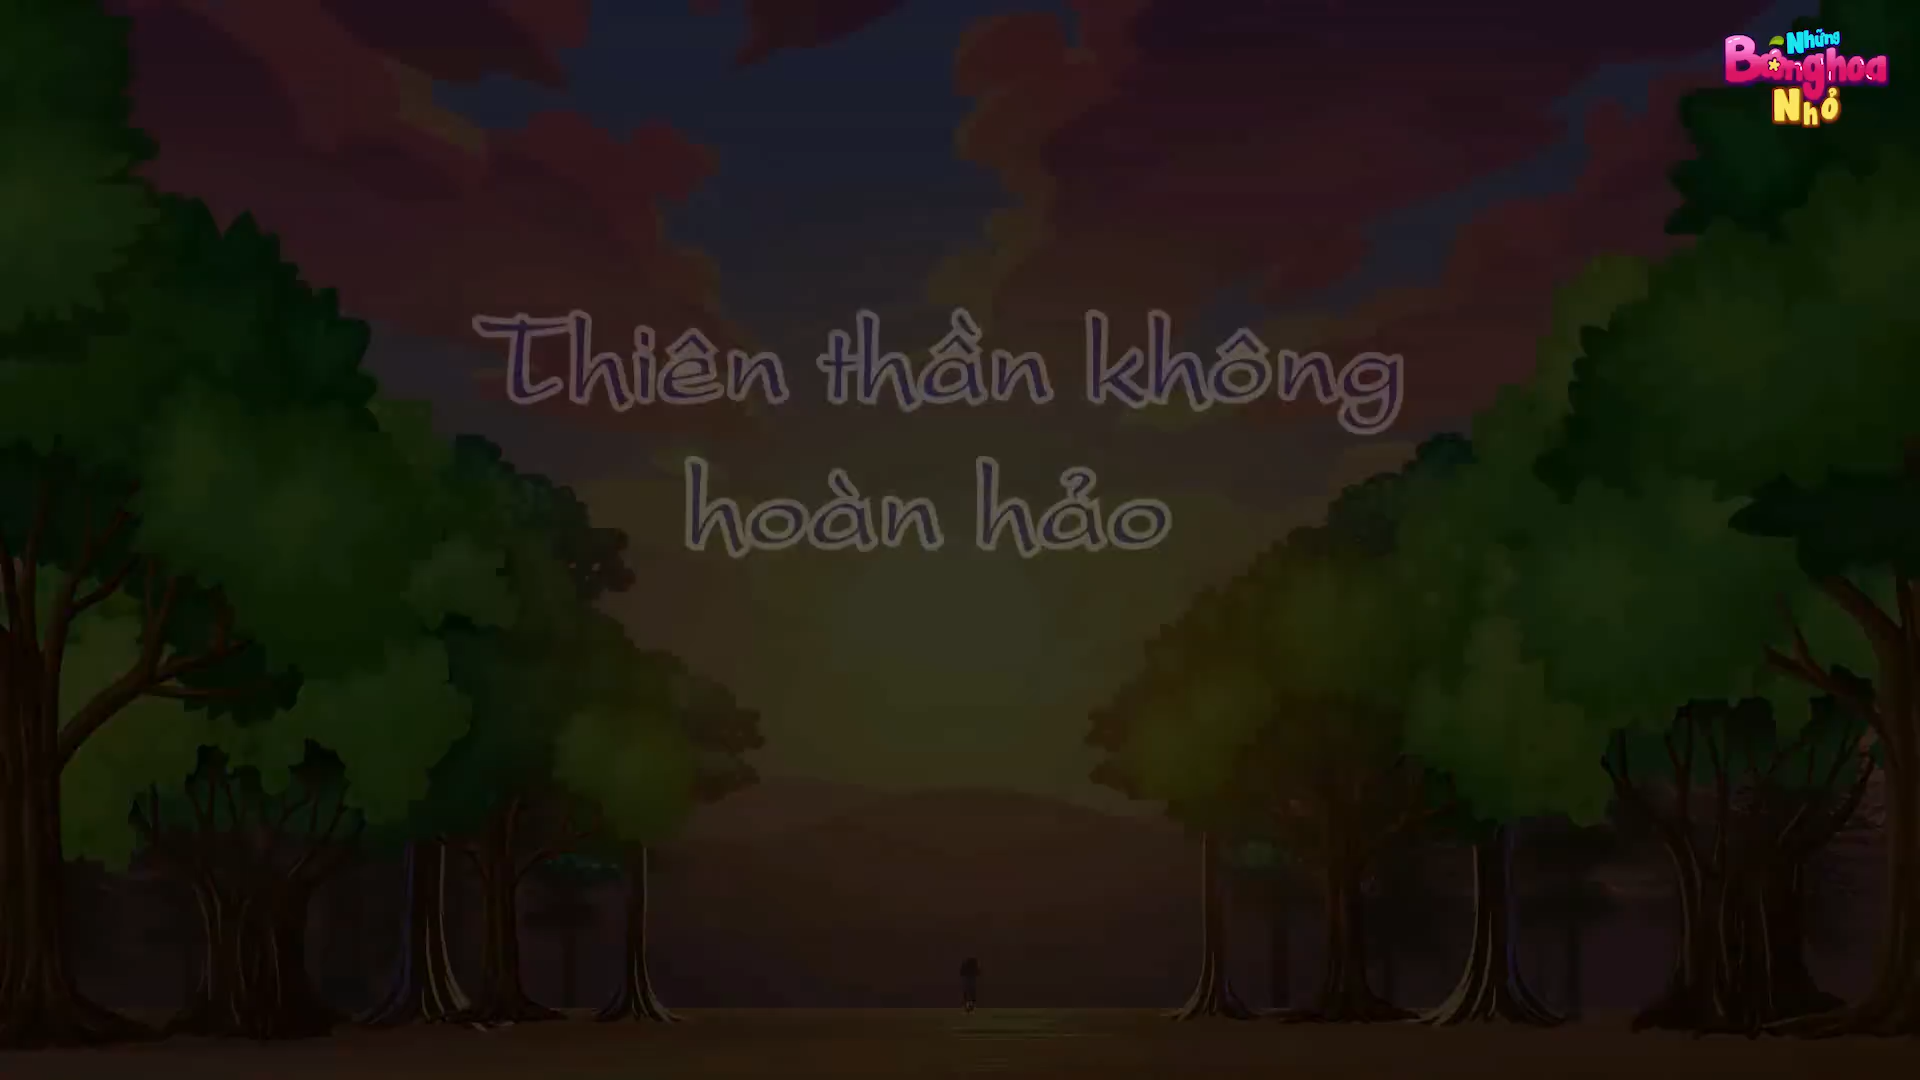 Những
Bông hoa
Nhỏ
Thiên thần không
hoàn hảo